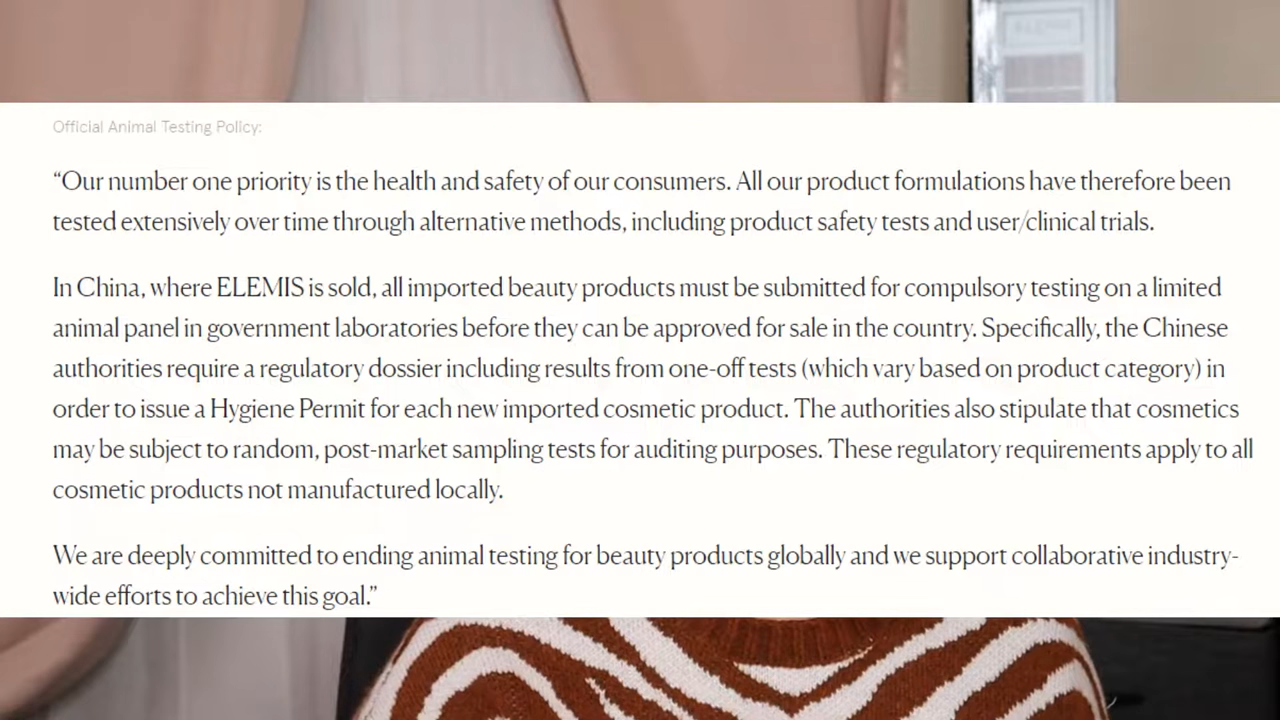 Official Animal Testing Policy:
“Our number one priority is the health and safety of our consumers. All our product formulations have therefore been
tested extensively over time through alternative methods, including product safety tests and user/clinical trials.
In China, where ELEMIS is sold, all imported beauty products must be submitted for compulsory testing on a limited
animal panel in government laboratories before they can be approved for sale in the country. Specifically, the Chinese
authorities require a regulatory dossier including results from one-off tests (which vary based on product category) in
order to issue a Hygiene Permit for each new imported cosmetic product. The authorities also stipulate that cosmetics
may be subject to random, post-market sampling tests for auditing purposes. These regulatory requirements apply to all
cosmetic products not manufactured locally.
We are deeply committed to ending animal testing for beauty products globally and we support collaborative industry-
wide efforts to achieve this goal.”